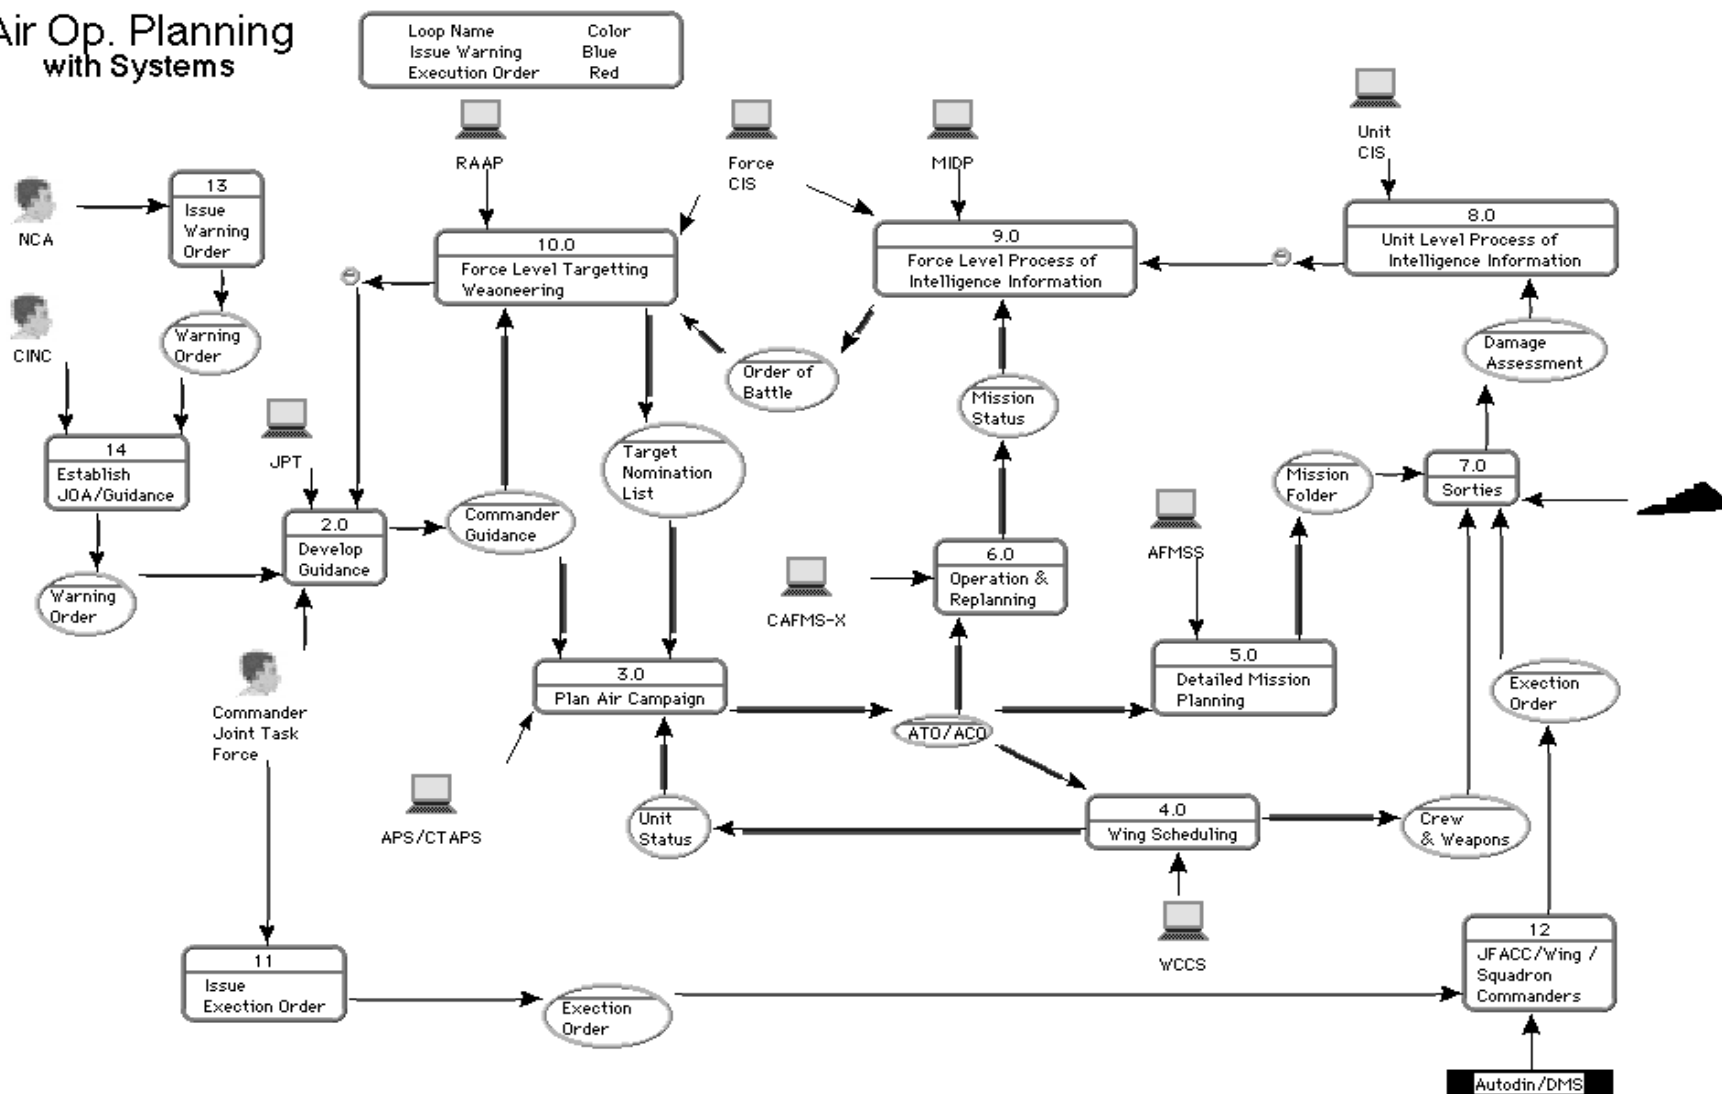 Air Op. Planning
with Systems
Loop Name Color
Issue Warning Blue
Execution Order Red
RAAP
Force
CIS
MIDP
Unit
CIS
NCA
13
Issue
Warning
Order
10.0
Force Level Targetting
Weaoneering
9.0
Force Level Process of
Intelligence Information
8.0
Unit Level Process of
Intelligence Information
CINC
Warning
Order
Order of
Battle
Mission
Status
Damage
Assessment
14
Establish
JOA/Guidance
JPT
Target
Nomination
List
Mission
Folder
7.0
Sorties
2.0
Develop
Guidance
Commander
Guidance
AFMSS
6.0
Operation &
Replanning
CAFMS-X
Warning
Order
3.0
Plan Air Campaign
5.0
Detailed Mission
Planning
Exection
Order
Commander
Joint Task
Force
ATO/ACO
APS/CTAPS
Unit
Status
4.0
Wing Scheduling
Crew
& Weapons
WCCS
11
Issue
Exection Order
Exection
Order
12
JFACC/Wing /
Squadron
Commanders
Autodin/DMS